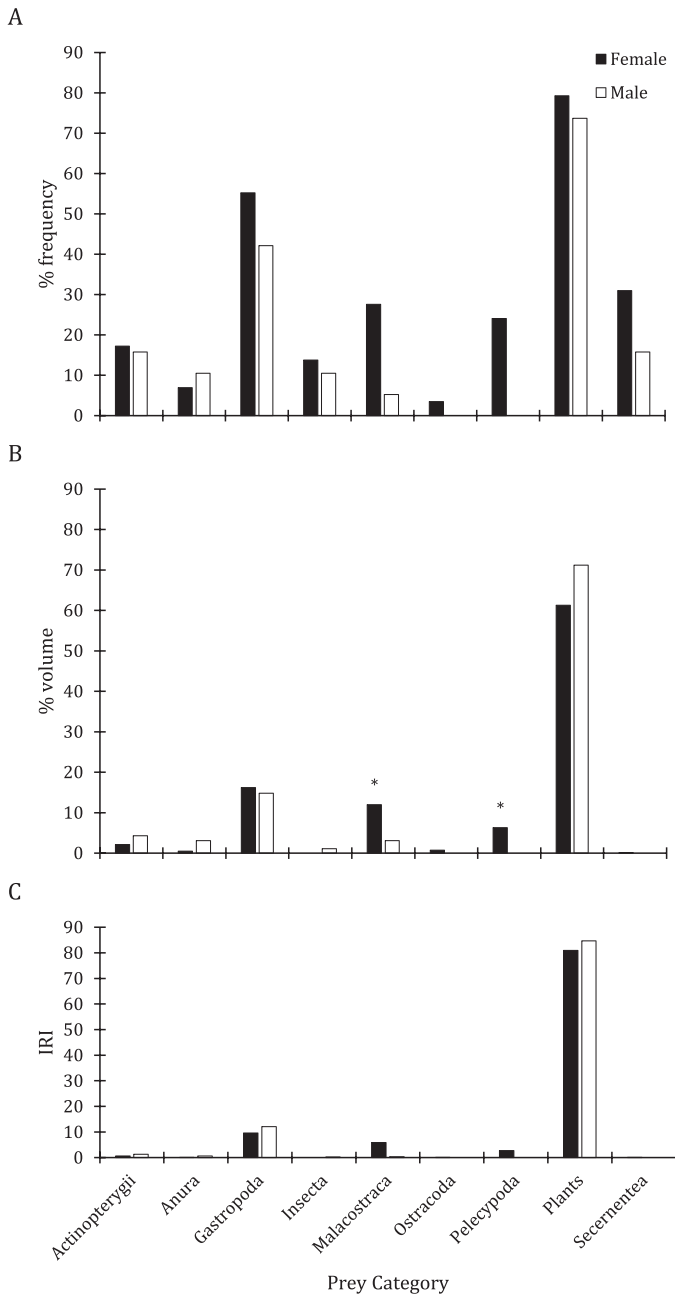 A
% frequency
90
80
70
60
50
40
30
20
10
0
Female
Male
B
% volume
90
80
70
60
50
40
30
20
10
0
*
*
C
IRI
90
80
70
60
50
40
30
20
10
0
Actinopterygii
Anura
Gastropoda
Insecta
Malacostraca
Ostracoda
Pelecypoda
Plants
Secernentea
Prey Category